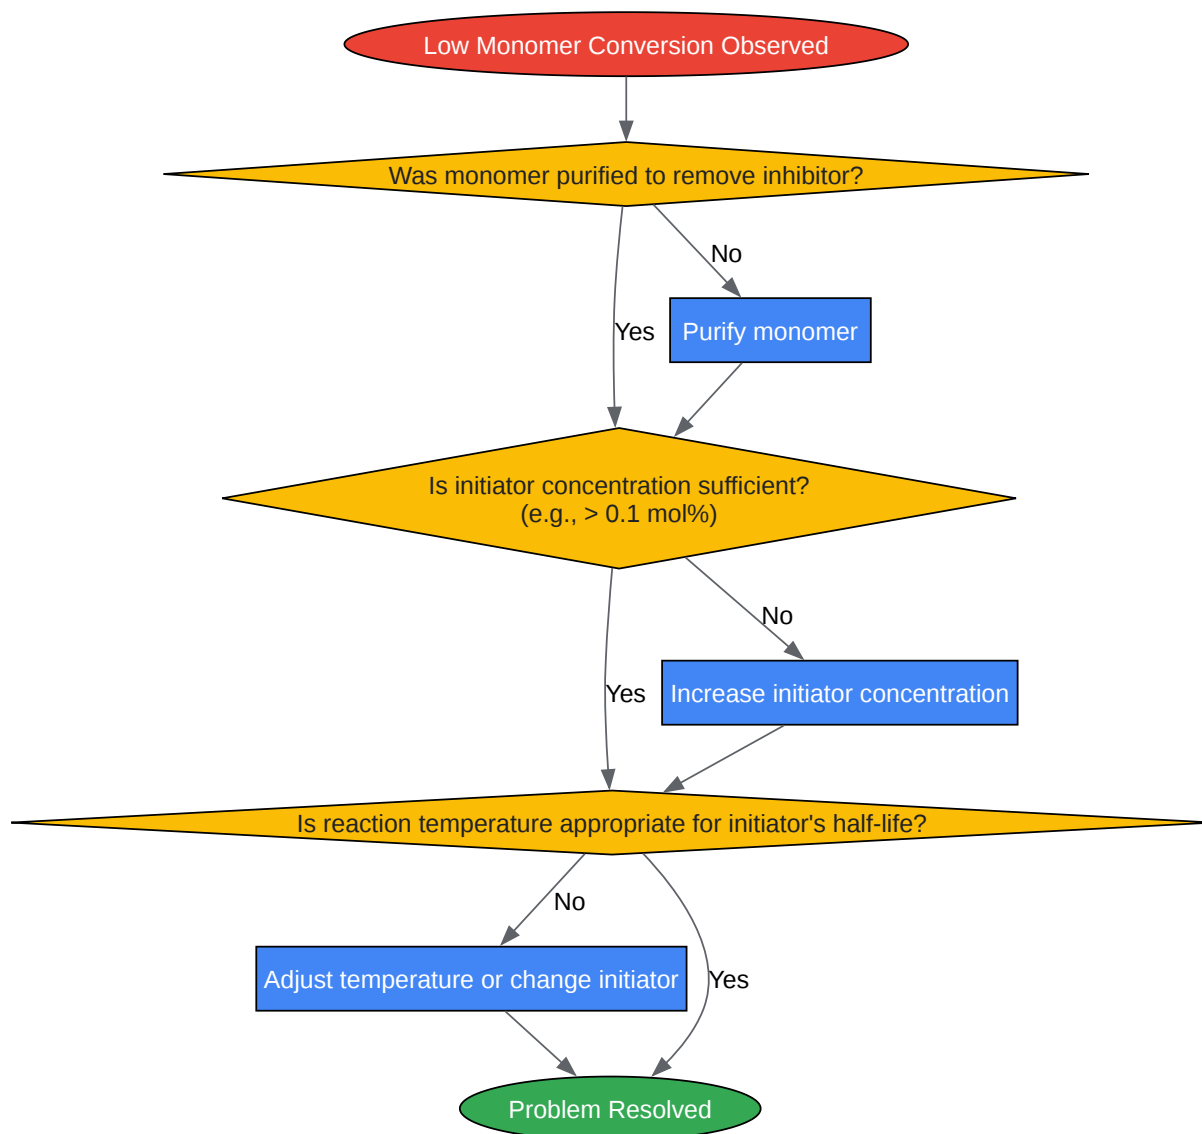 Low Monomer Conversion Observed
Was monomer purified to remove inhibitor?
No
Yes
Purify monomer
Is initiator concentration sufficient?
(e.g., > 0.1 mol%)
No
Yes
Increase initiator concentration
Is reaction temperature appropriate for initiator's half-life?
No
Adjust temperature or change initiator
Yes
Problem Resolved